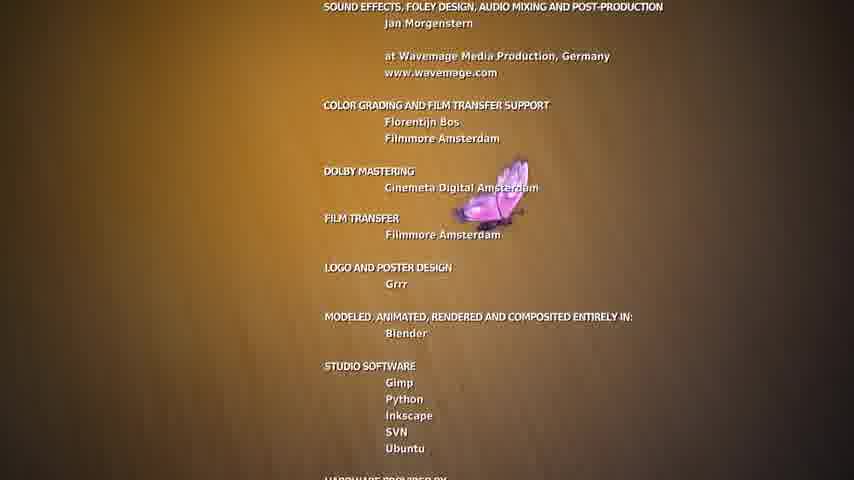 SOUND EFFECTS, FOLEY DESIGN, AUDIO MIXING AND POST-PRODUCTION
Jan Morgenstern
at Wavemage Media Production, Germany
www.wavemage.com
COLOR GRADING AND FILM TRANSFER SUPPORT
Florentijn Bos
Filmmore Amsterdam
DOLBY MASTERING
Cinemeta Digital Amsterdam
FILM TRANSFER
Filmmore Amsterdam
LOGO AND POSTER DESIGN
Grrr
MODELED, ANIMATED, RENDERED AND COMPOSITED ENTIRELY IN:
Blender
STUDIO SOFTWARE
Gimp
Python
Inkscape
SVN
Ubuntu
HARDWARE PROVIDED BY